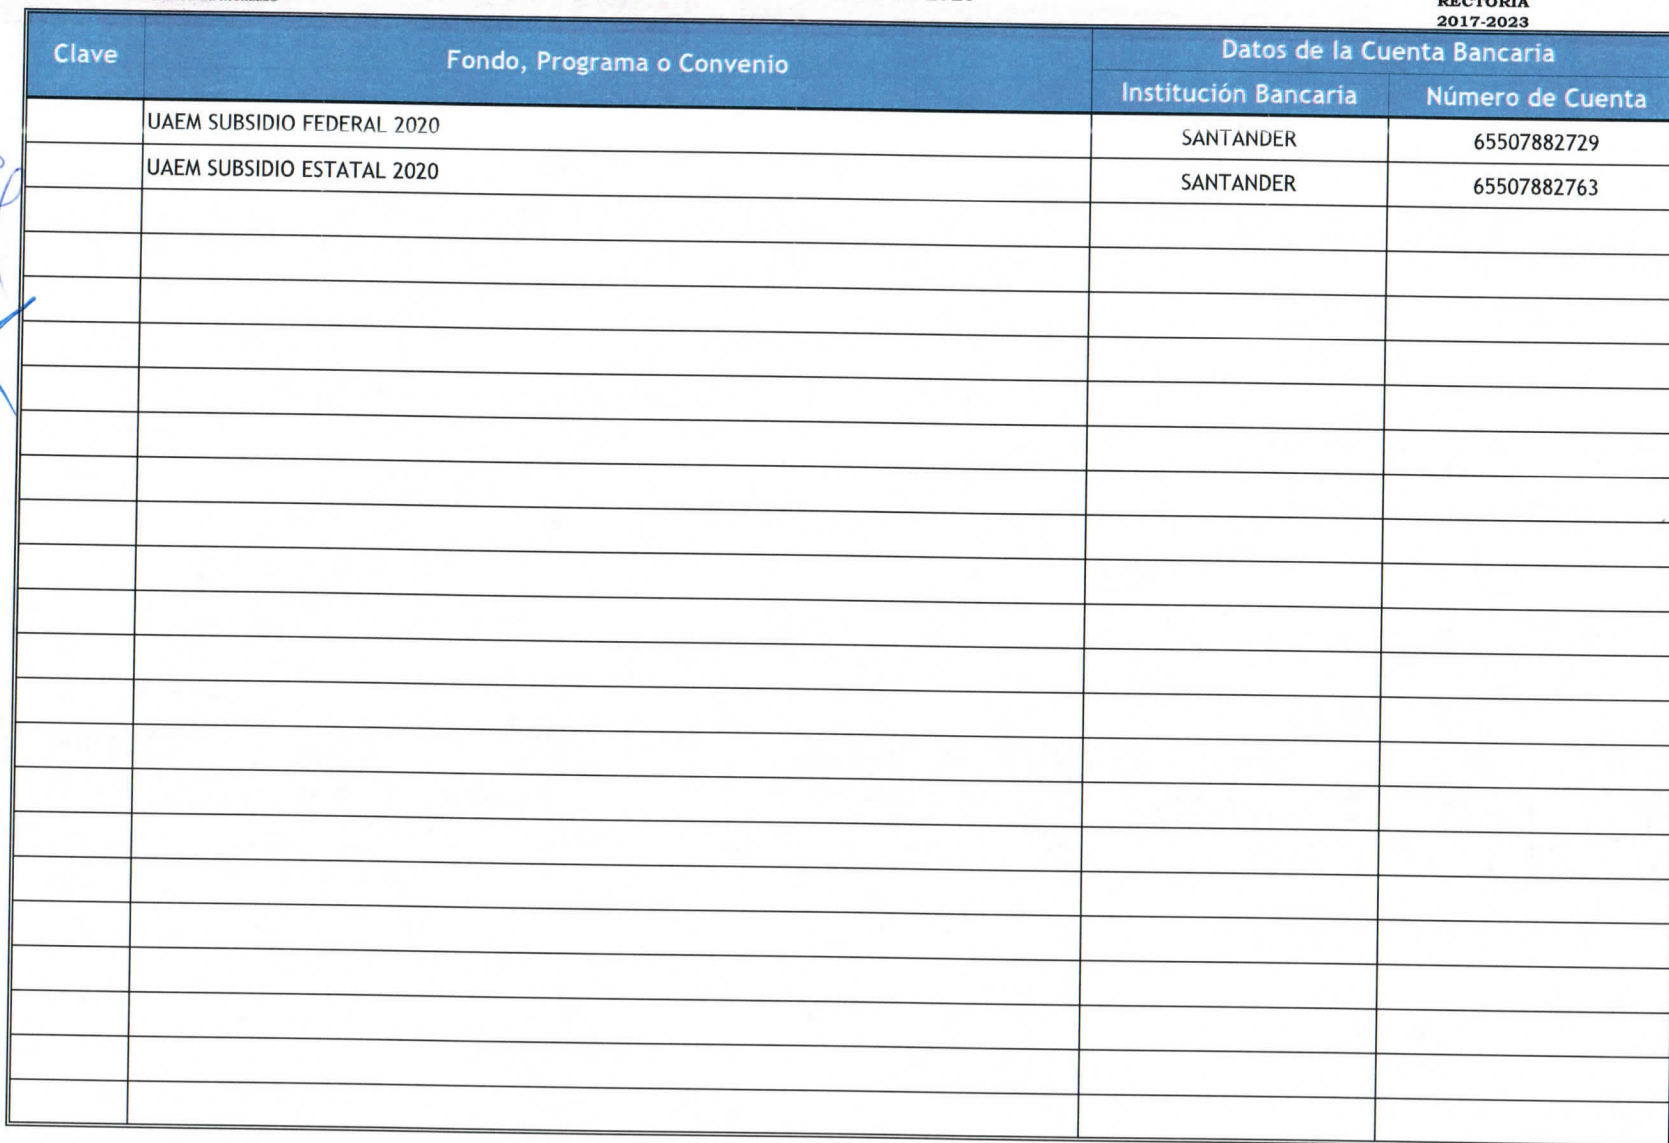 RECTORÍA
2017-2023
Clave
Fondo, Programa o Convenio
Datos de la Cuenta Bancaria
Institución Bancaria
Número de Cuenta
UAEM SUBSIDIO FEDERAL 2020
SANTANDER
65507882729
UAEM SUBSIDIO ESTATAL 2020
SANTANDER
65507882763